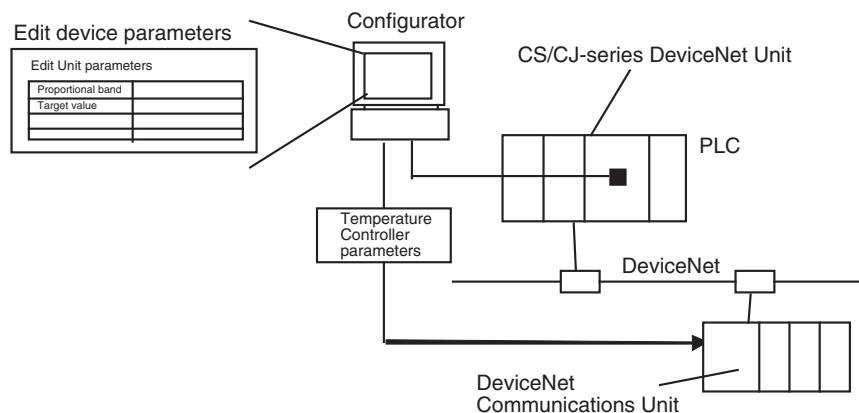 Configurator
Edit device parameters
Edit Unit parameters
Proportional band
Target value
CS/CJ-series DeviceNet Unit
PLC
Temperature
Controller
parameters
DeviceNet
DeviceNet
Communications Unit